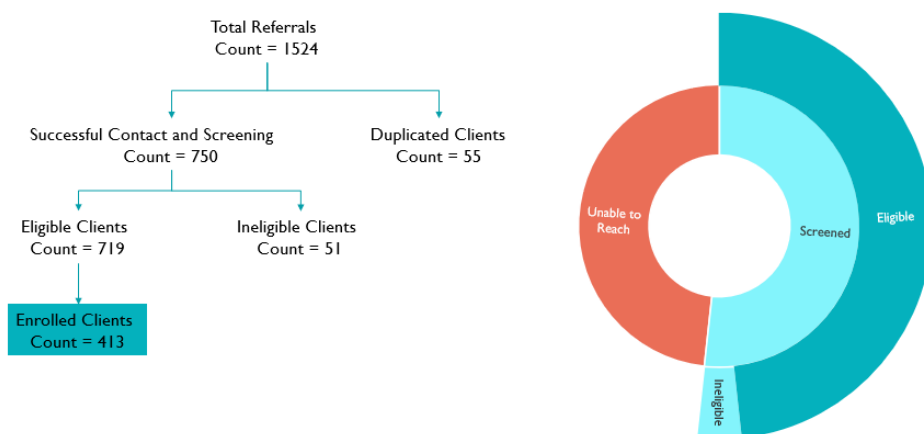 Total Referrals
Count = 1524
Successful Contact and Screening
Count = 750
Duplicated Clients
Count = 55
Eligible Clients
Count = 719
Ineligible Clients
Count = 51
Enrolled Clients
Count = 413
Unable to
Reach
Screened
Eligible
Ineligible